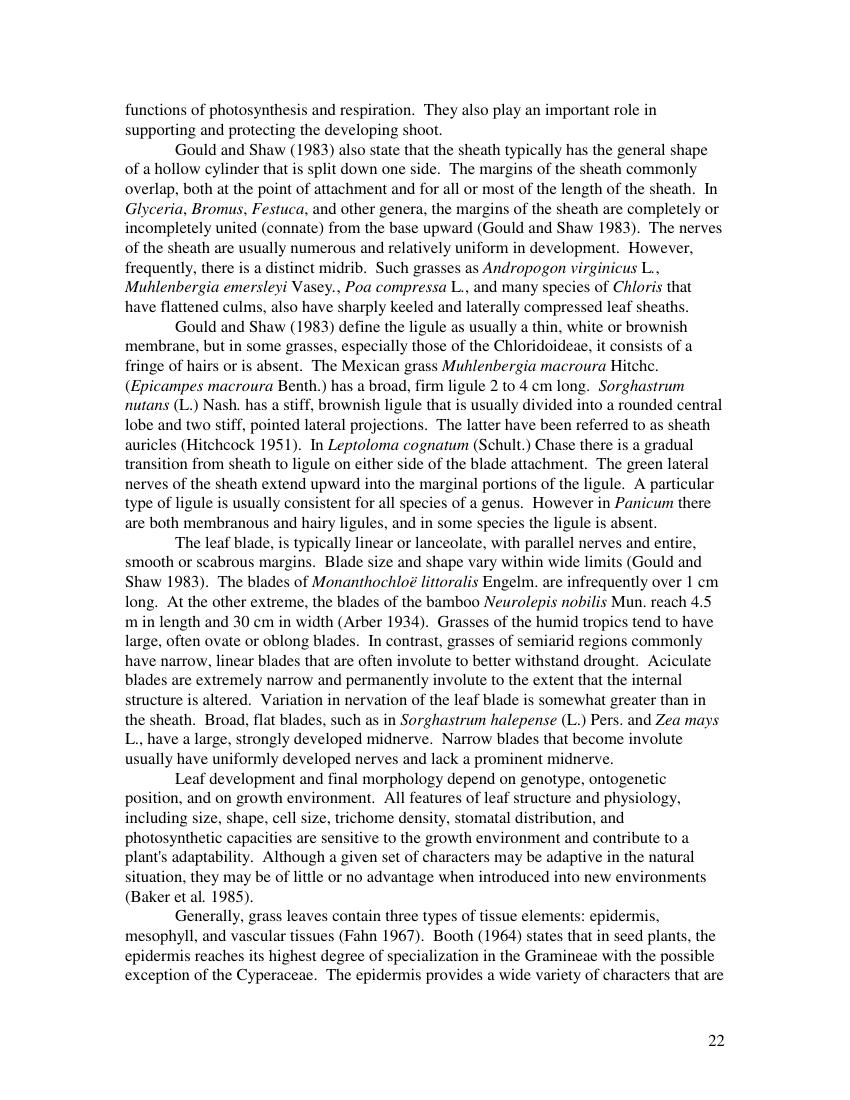 functions of photosynthesis and respiration.  They also play an important role in
supporting and protecting the developing shoot.
Gould and Shaw (1983) also state that the sheath typically has the general shape
of a hollow cylinder that is split down one side.  The margins of the sheath commonly
overlap, both at the point of attachment and for all or most of the length of the sheath.  In
Glyceria, Bromus, Festuca, and other genera, the margins of the sheath are completely or
incompletely united (connate) from the base upward (Gould and Shaw 1983).  The nerves
of the sheath are usually numerous and relatively uniform in development.  However,
frequently, there is a distinct midrib.  Such grasses as Andropogon virginicus L.,
Muhlenbergia emersleyi Vasey., Poa compressa L., and many species of Chloris that
have flattened culms, also have sharply keeled and laterally compressed leaf sheaths.
Gould and Shaw (1983) define the ligule as usually a thin, white or brownish
membrane, but in some grasses, especially those of the Chloridoideae, it consists of a
fringe of hairs or is absent.  The Mexican grass Muhlenbergia macroura Hitchc.
(Epicampes macroura Benth.) has a broad, firm ligule 2 to 4 cm long.  Sorghastrum
nutans (L.) Nash. has a stiff, brownish ligule that is usually divided into a rounded central
lobe and two stiff, pointed lateral projections.  The latter have been referred to as sheath
auricles (Hitchcock 1951).  In Leptoloma cognatum (Schult.) Chase there is a gradual
transition from sheath to ligule on either side of the blade attachment.  The green lateral
nerves of the sheath extend upward into the marginal portions of the ligule.  A particular
type of ligule is usually consistent for all species of a genus.  However in Panicum there
are both membranous and hairy ligules, and in some species the ligule is absent.
The leaf blade, is typically linear or lanceolate, with parallel nerves and entire,
smooth or scabrous margins.  Blade size and shape vary within wide limits (Gould and
Shaw 1983).  The blades of Monanthochloë littoralis Engelm. are infrequently over 1 cm
long.  At the other extreme, the blades of the bamboo Neurolepis nobilis Mun. reach 4.5
m in length and 30 cm in width (Arber 1934).  Grasses of the humid tropics tend to have
large, often ovate or oblong blades.  In contrast, grasses of semiarid regions commonly
have narrow, linear blades that are often involute to better withstand drought.  Aciculate
blades are extremely narrow and permanently involute to the extent that the internal
structure is altered.  Variation in nervation of the leaf blade is somewhat greater than in
the sheath.  Broad, flat blades, such as in Sorghastrum halepense (L.) Pers. and Zea mays
L., have a large, strongly developed midnerve.  Narrow blades that become involute
usually have uniformly developed nerves and lack a prominent midnerve.
Leaf development and final morphology depend on genotype, ontogenetic
position, and on growth environment.  All features of leaf structure and physiology,
including size, shape, cell size, trichome density, stomatal distribution, and
photosynthetic capacities are sensitive to the growth environment and contribute to a
plant's adaptability.  Although a given set of characters may be adaptive in the natural
situation, they may be of little or no advantage when introduced into new environments
(Baker et al. 1985).
Generally, grass leaves contain three types of tissue elements: epidermis,
mesophyll, and vascular tissues (Fahn 1967).  Booth (1964) states that in seed plants, the
epidermis reaches its highest degree of specialization in the Gramineae with the possible
exception of the Cyperaceae.  The epidermis provides a wide variety of characters that are
22